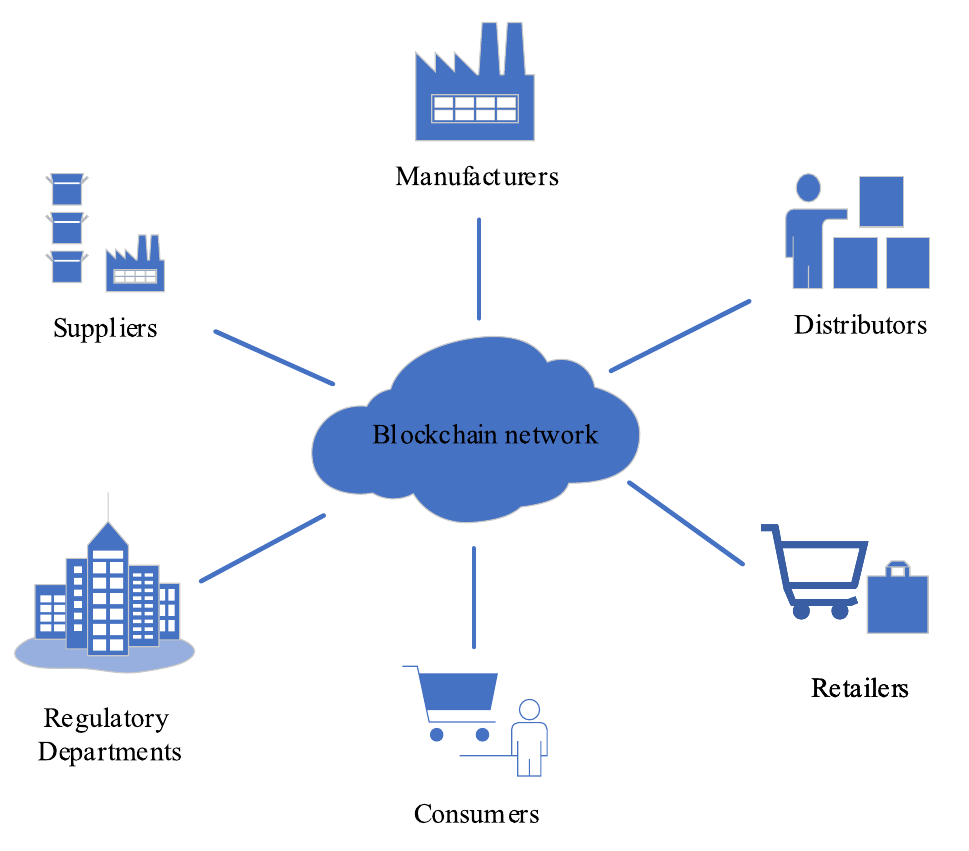 Manufacturers
Suppliers
Distributors
Blockchain network
Retailers
Regulatory
Departments
Consumers